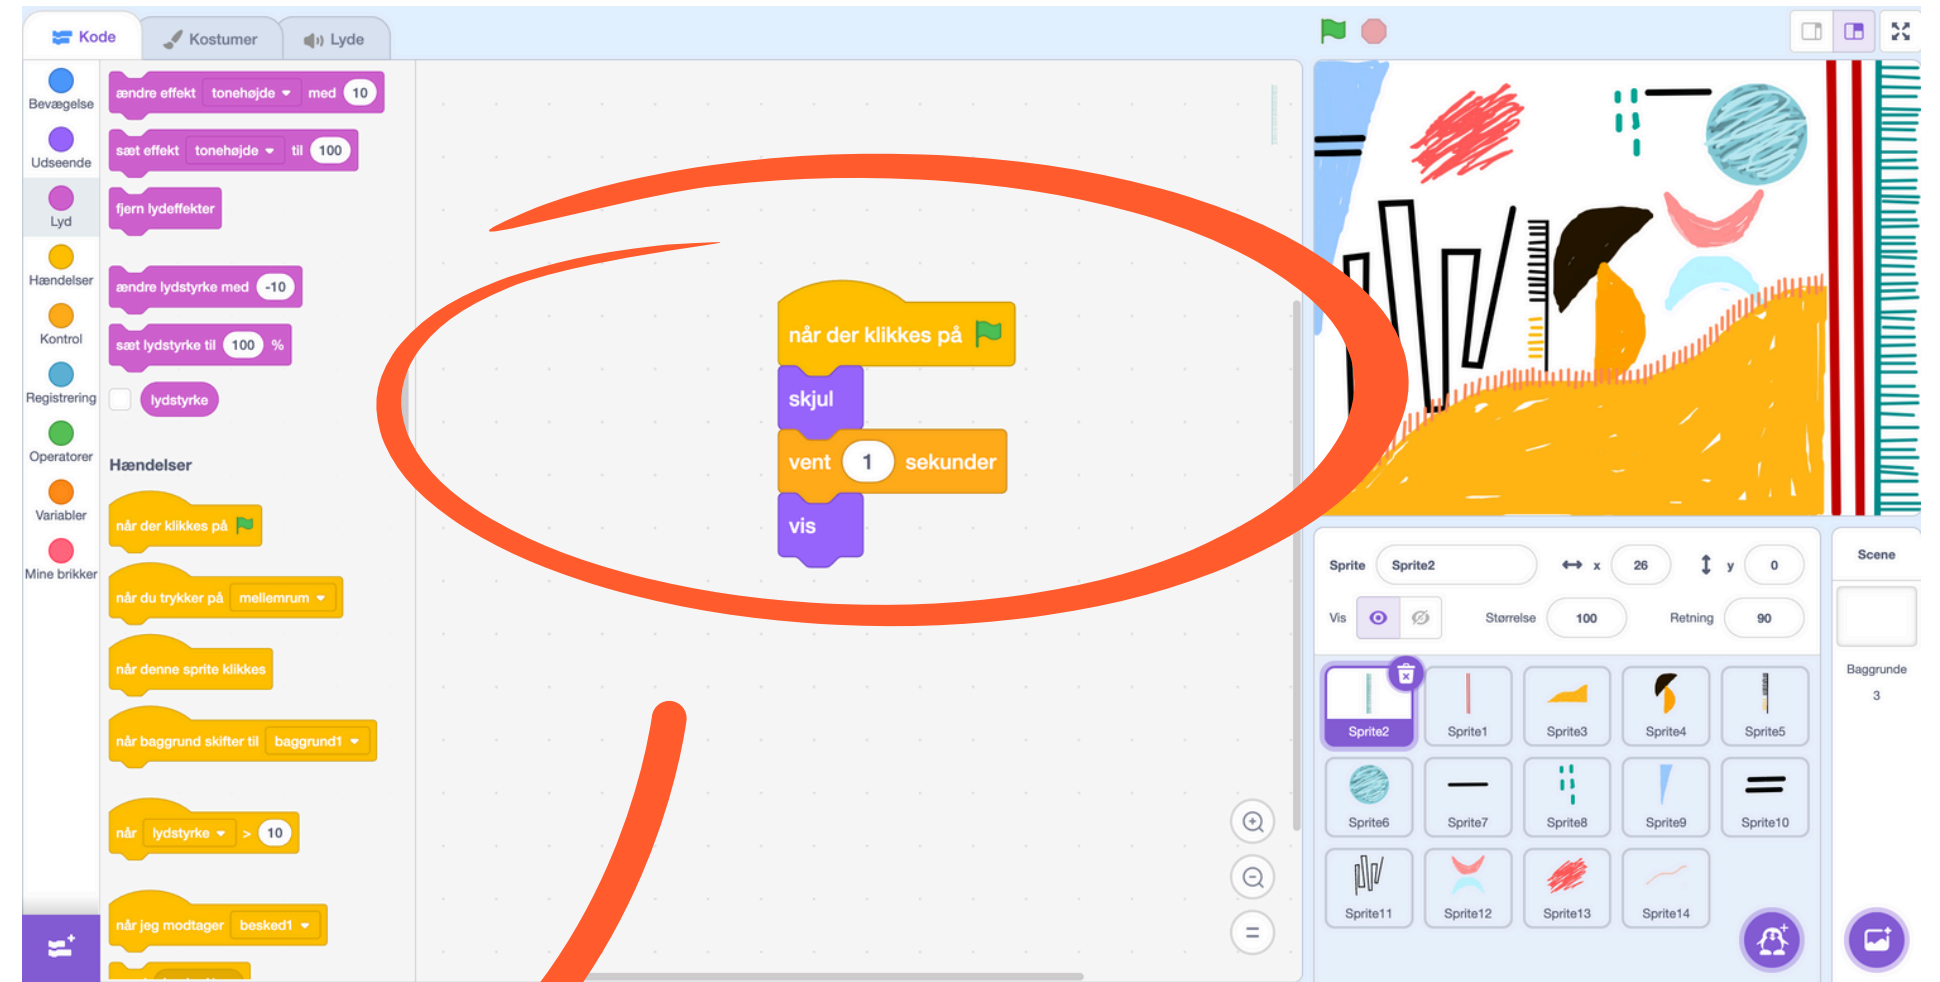 Kode
Kostumer
Lyde
Bevægelse
Udseende
Lyd
Hændelser
Kontrol
Registrering
Operatorer
Variabler
Mine brikker
ændre effekt tonehøjde med 10
sæt effekt tonehøjde til 100
fjern lydeffekter
ændre lydstyrke med -10
sæt lydstyrke til 100 %
lydstyrke
Hændelser
når der klikkes på
når du trykker på mellemrum
når denne sprite klikkes
når baggrund skifter til baggrund1
når lydstyrke > 10
når jeg modtager besked1
når der klikkes på
skjul
vent 1 sekunder
vis
Sprite Sprite2 x 26 y 0
Vis Størrelse 100 Retning 90
Sprite2
Sprite1
Sprite3
Sprite4
Sprite5
Sprite6
Sprite7
Sprite8
Sprite9
Sprite10
Sprite11
Sprite12
Sprite13
Sprite14
Scene
Baggrunde
3